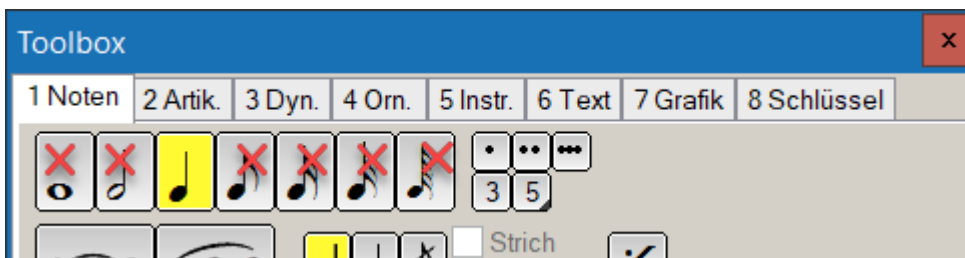 Toolbox x
1 Noten 2 Artik. 3 Dyn. 4 Orn. 5 Instr. 6 Text 7 Grafik 8 Schlüssel
3 5
Strich